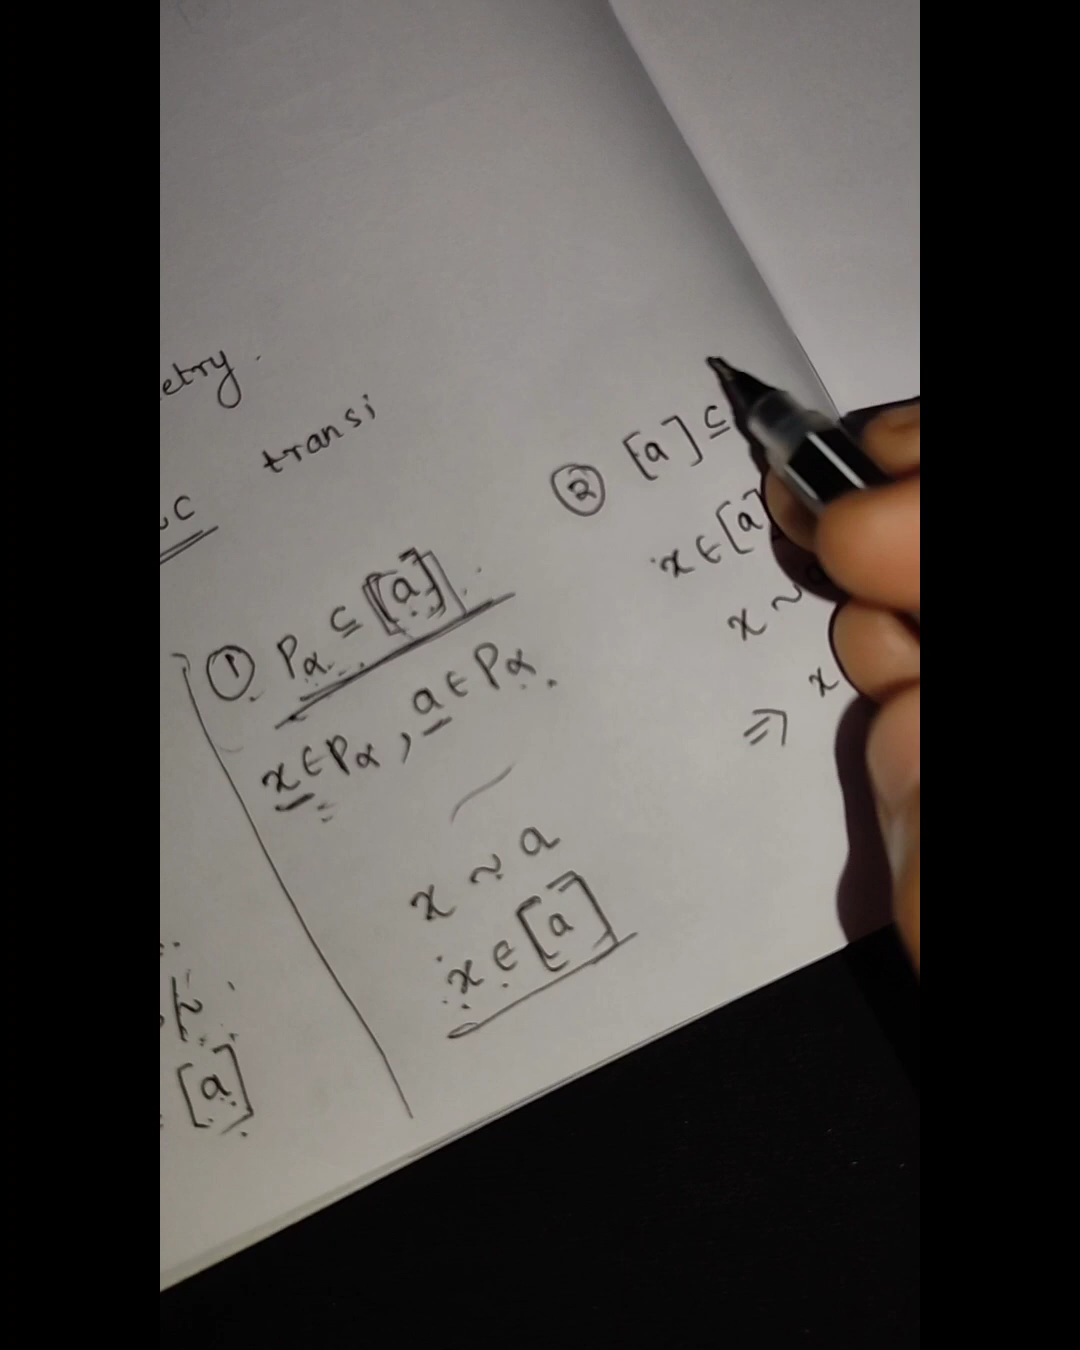 etry.
~c
transi
① Pα ⊆ [a]
x ∈ Pα, a ∈ Pα
x ~ a
x ∈ [a]
② [a] ⊆
x ∈ [a]
x ~
⇒ x
[a]